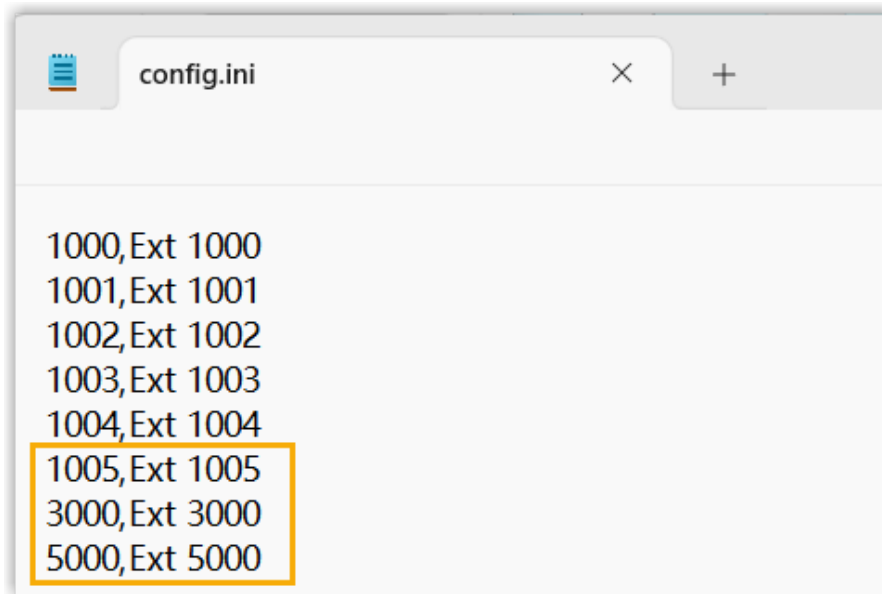 config.ini
1000,Ext 1000
1001,Ext 1001
1002,Ext 1002
1003,Ext 1003
1004,Ext 1004
1005,Ext 1005
3000,Ext 3000
5000,Ext 5000